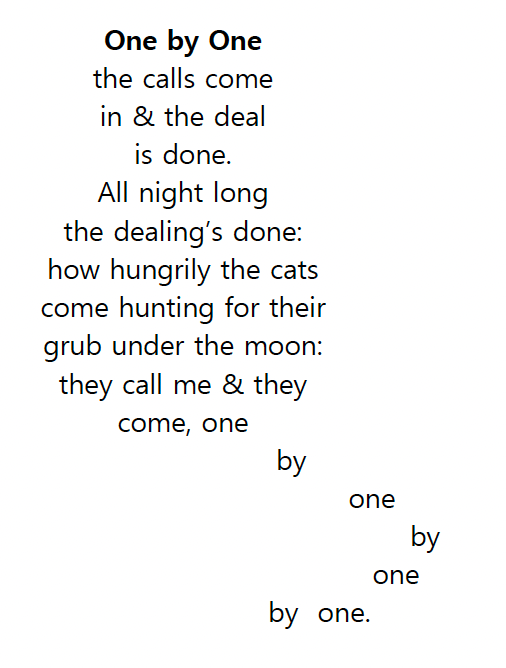 One by One
the calls come
in & the deal
is done.
All night long
the dealing’s done:
how hungrily the cats
come hunting for their
grub under the moon:
they call me & they
come, one
by
one
by
one
by one.